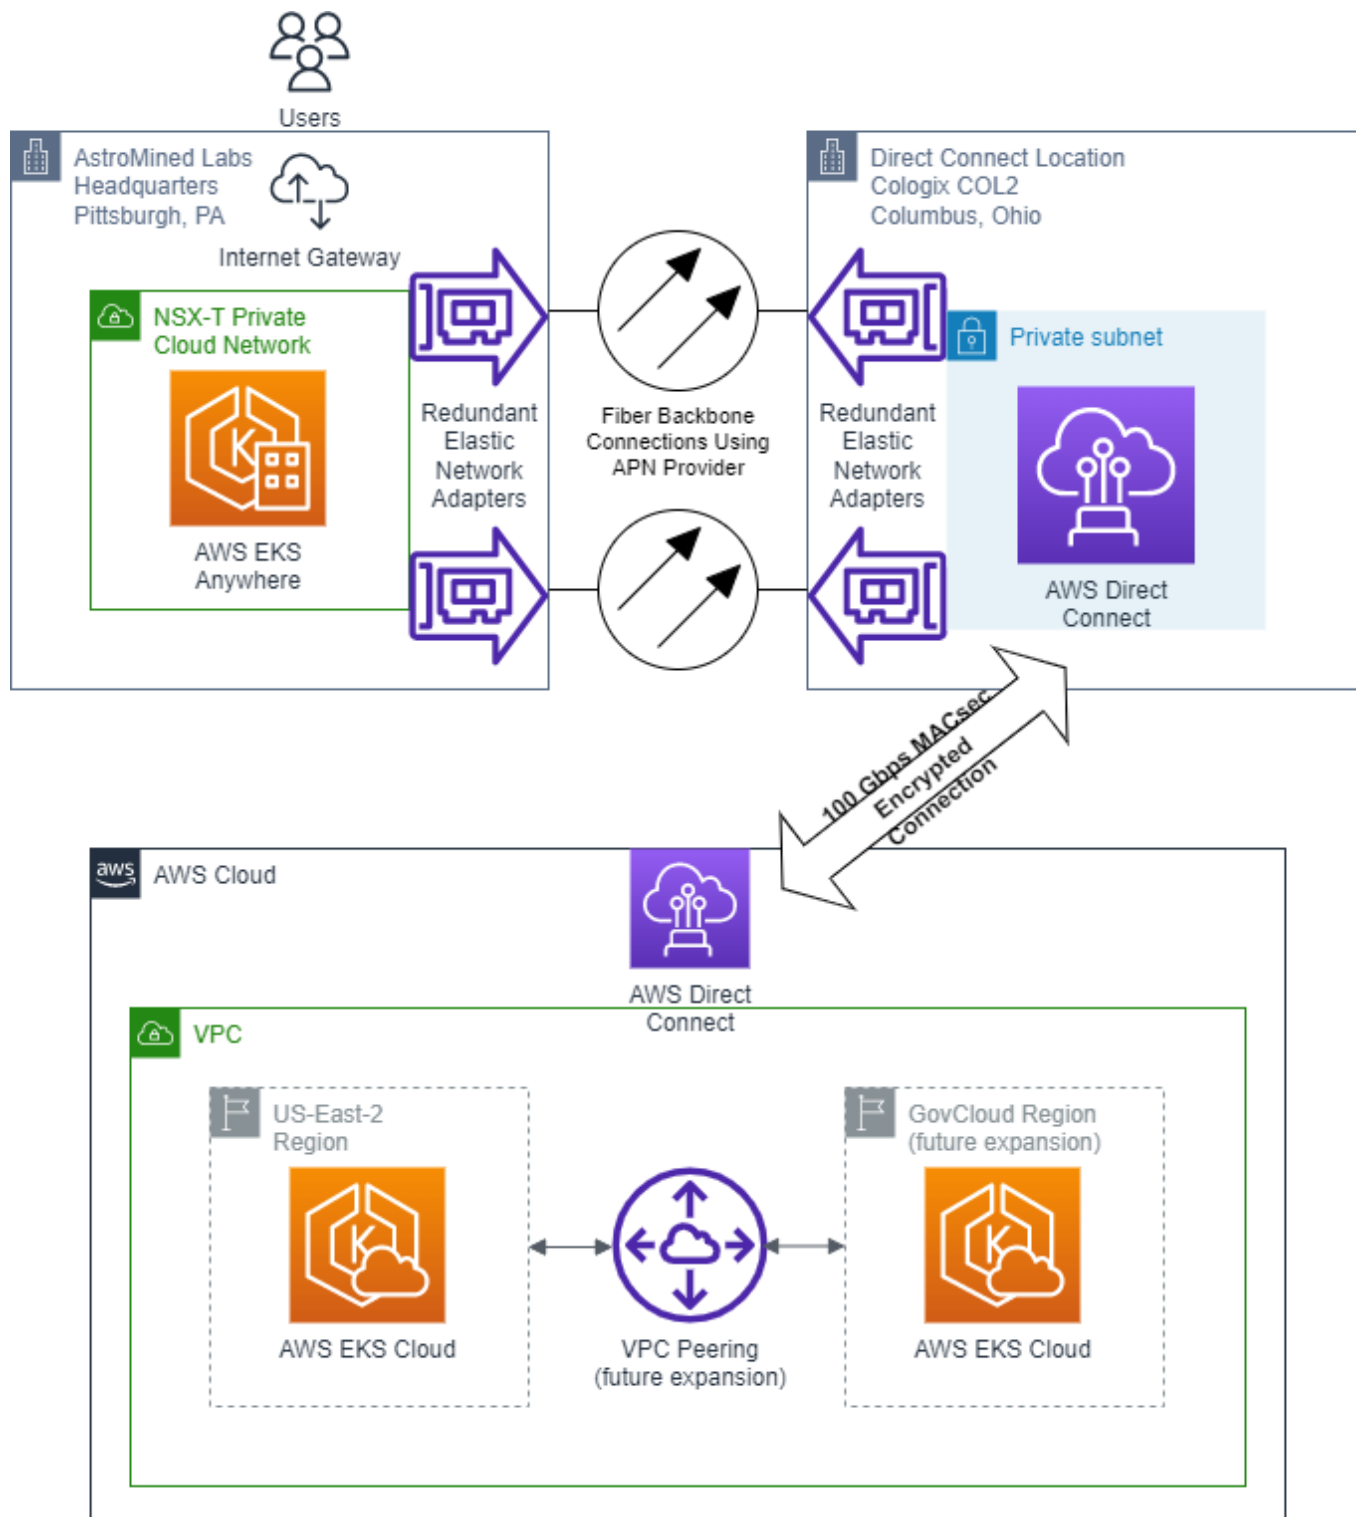 Users
AstroMined Labs
Headquarters
Pittsburgh, PA
Internet Gateway
NSX-T Private
Cloud Network
AWS EKS
Anywhere
Redundant
Elastic
Network
Adapters
Fiber Backbone
Connections Using
APN Provider
Direct Connect Location
Cologix COL2
Columbus, Ohio
Redundant
Elastic
Network
Adapters
Private subnet
AWS Direct
Connect
100 Gbps MACsec
Encrypted
Connection
aws
AWS Cloud
AWS Direct
Connect
VPC
US-East-2
Region
K
AWS EKS Cloud
VPC Peering
(future expansion)
GovCloud Region
(future expansion)
K
AWS EKS Cloud